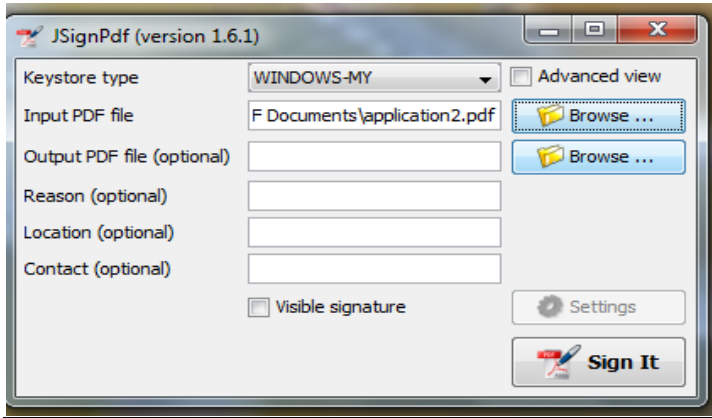 JSignPdf (version 1.6.1)
Keystore type WINDOWS-MY Advanced view
Input PDF file F Documents\application2.pdf Browse ...
Output PDF file (optional) Browse ...
Reason (optional)
Location (optional)
Contact (optional)
Visible signature Settings
Sign It